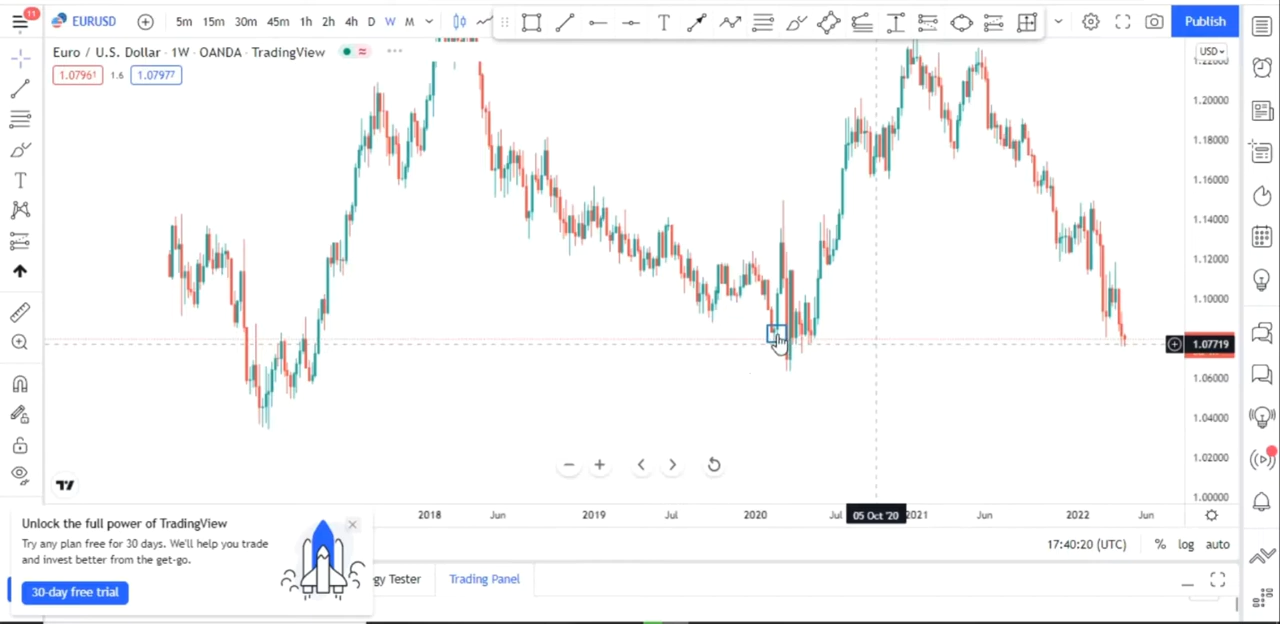 11
EURUSD
5m 15m 30m 45m 1h 2h 4h D W M
T
Publish
Euro / U.S. Dollar · 1W · OANDA · TradingView
1.07961 1.6 1.07977
USD
1.20000
1.18000
T
1.16000
1.14000
1.12000
1.10000
1.07719
1.06000
1.04000
1.02000
1.00000
2018 Jun 2019 Jul 2020 Jul 05 Oct '20 2021 Jun 2022 Jun
17:40:20 (UTC) % log auto
Unlock the full power of TradingView
Try any plan free for 30 days. We'll help you trade
and invest better from the get-go.
30-day free trial
gy Tester Trading Panel